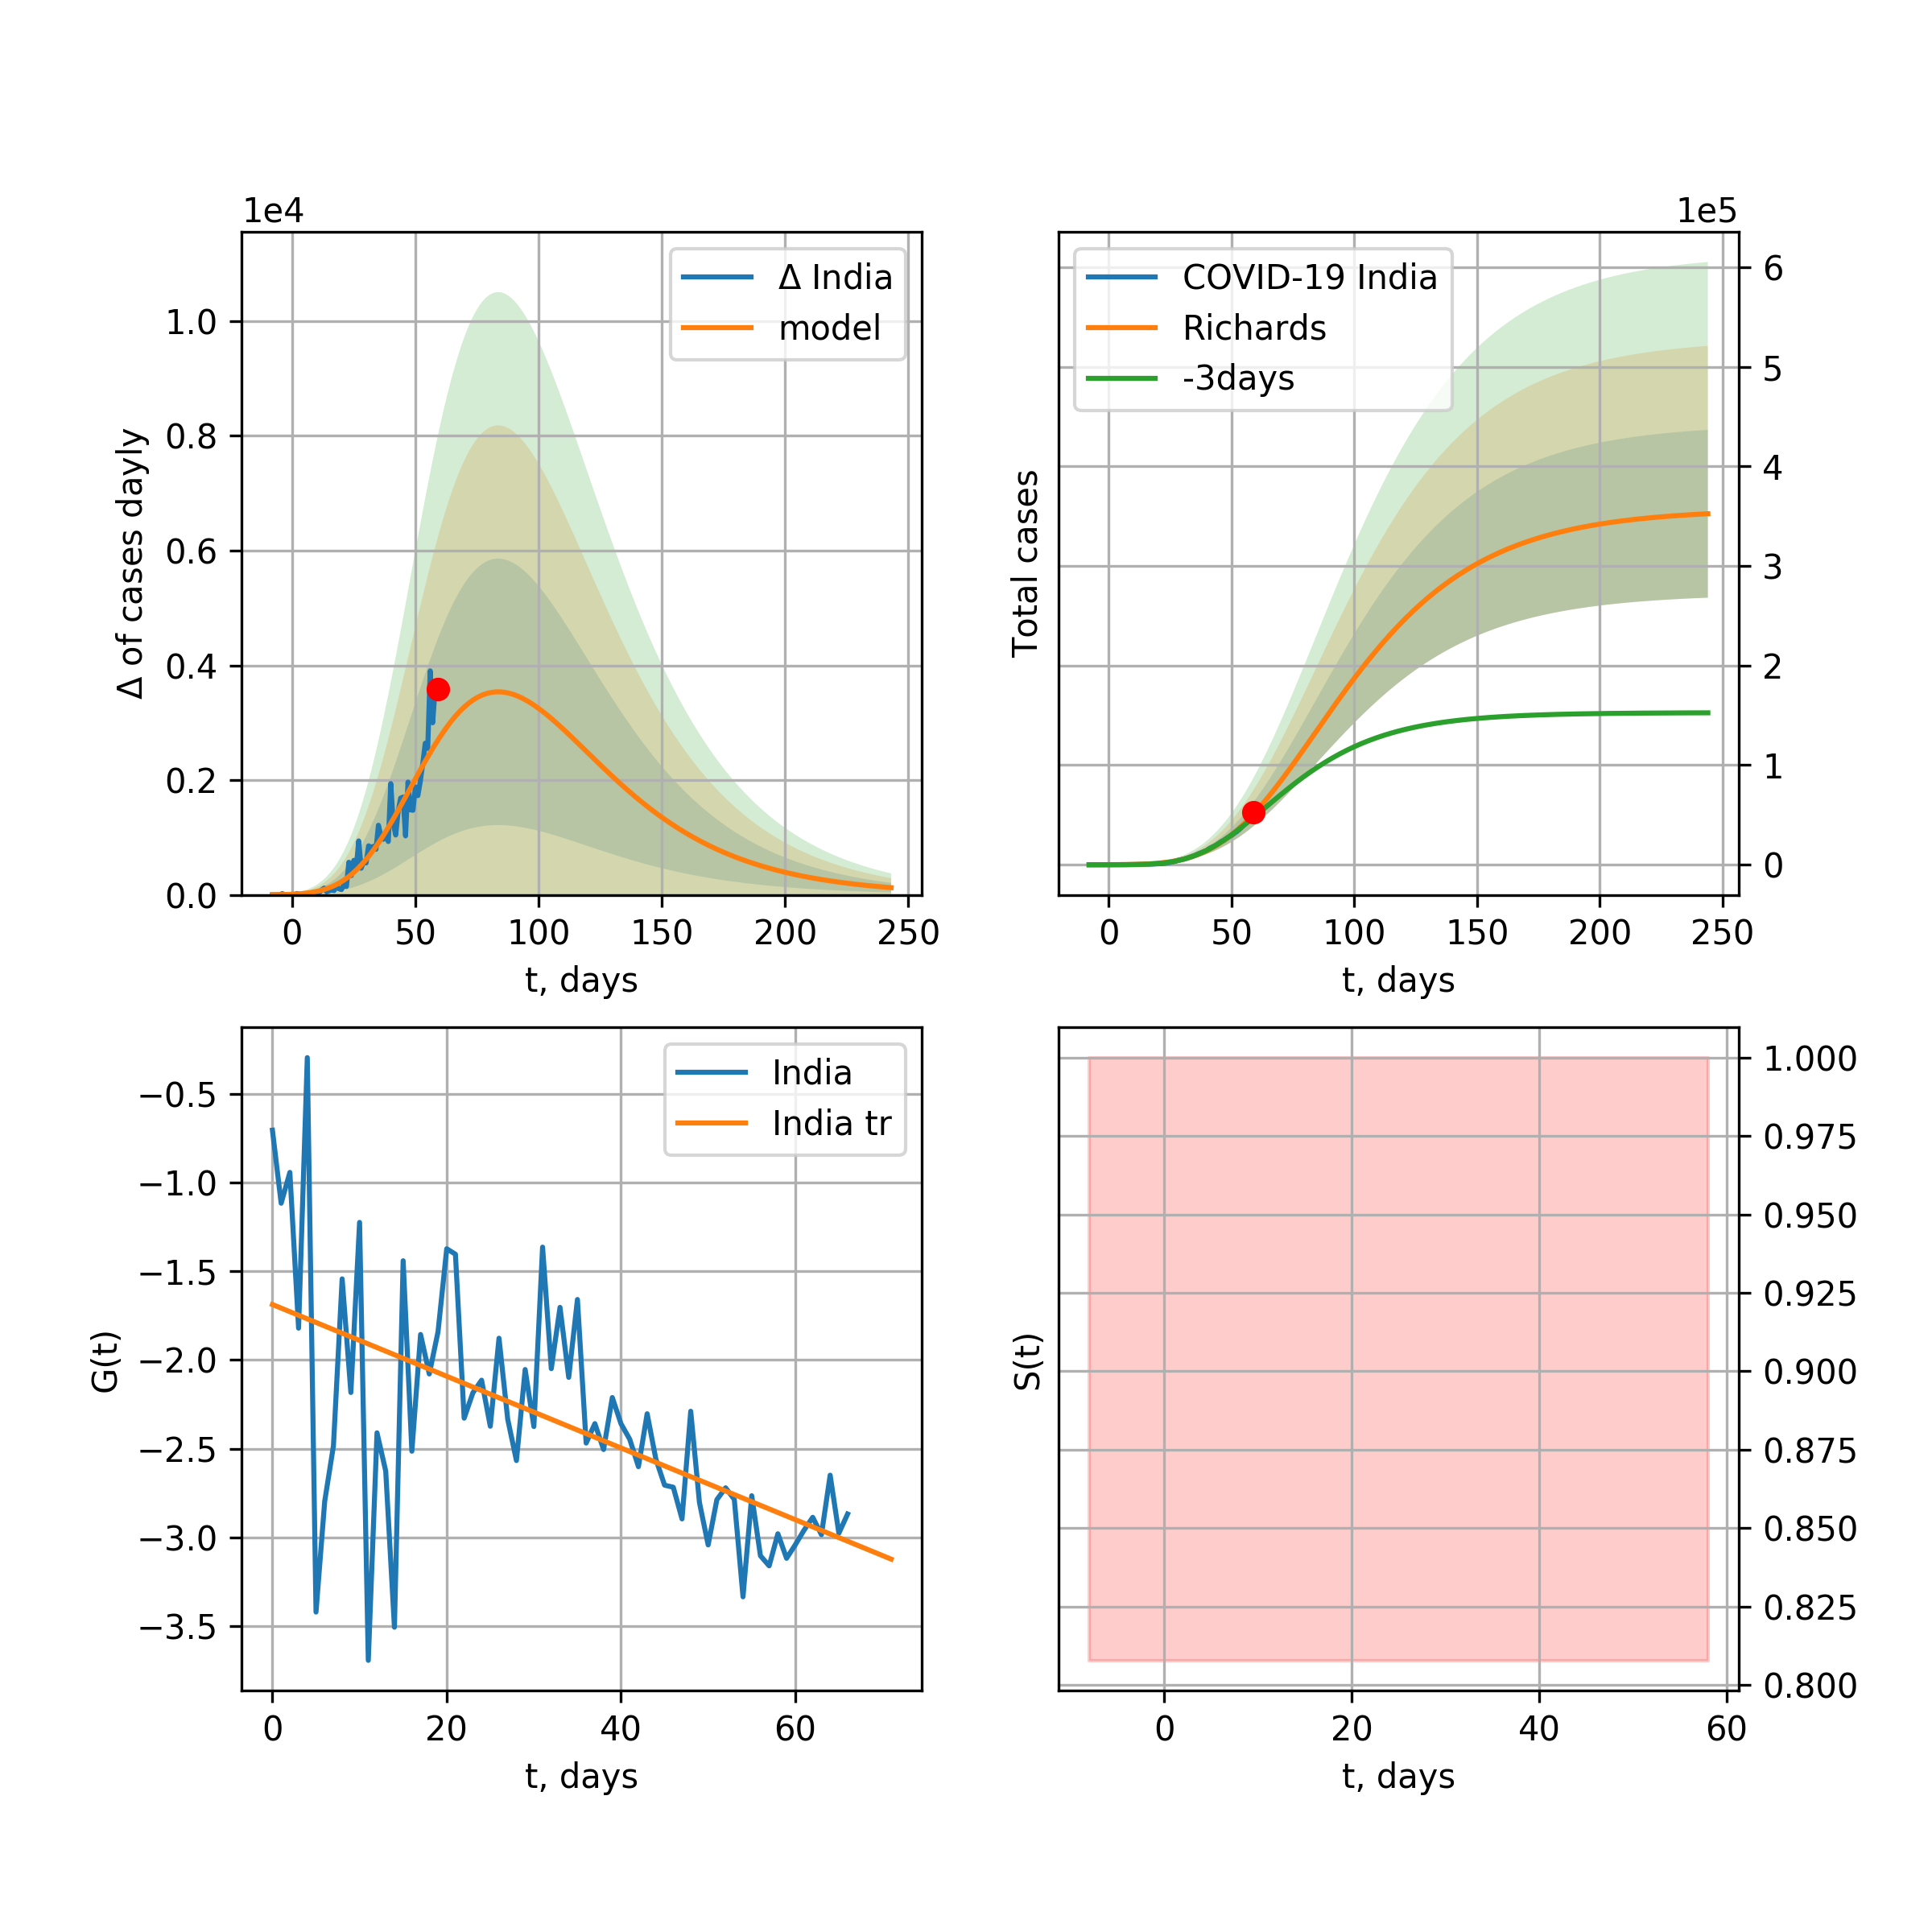 1e4
Δ of cases dayly
1.0
0.8
0.6
0.4
0.2
0.0
Δ India
model
0 50 100 150 200 250
t, days
1e5
Total cases
COVID-19 India
Richards
-3days
6
5
4
3
2
1
0
0 50 100 150 200 250
t, days
G(t)
−0.5
−1.0
−1.5
−2.0
−2.5
−3.0
−3.5
India
India tr
0 20 40 60
t, days
S(t)
1.000
0.975
0.950
0.925
0.900
0.875
0.850
0.825
0.800
0 20 40 60
t, days